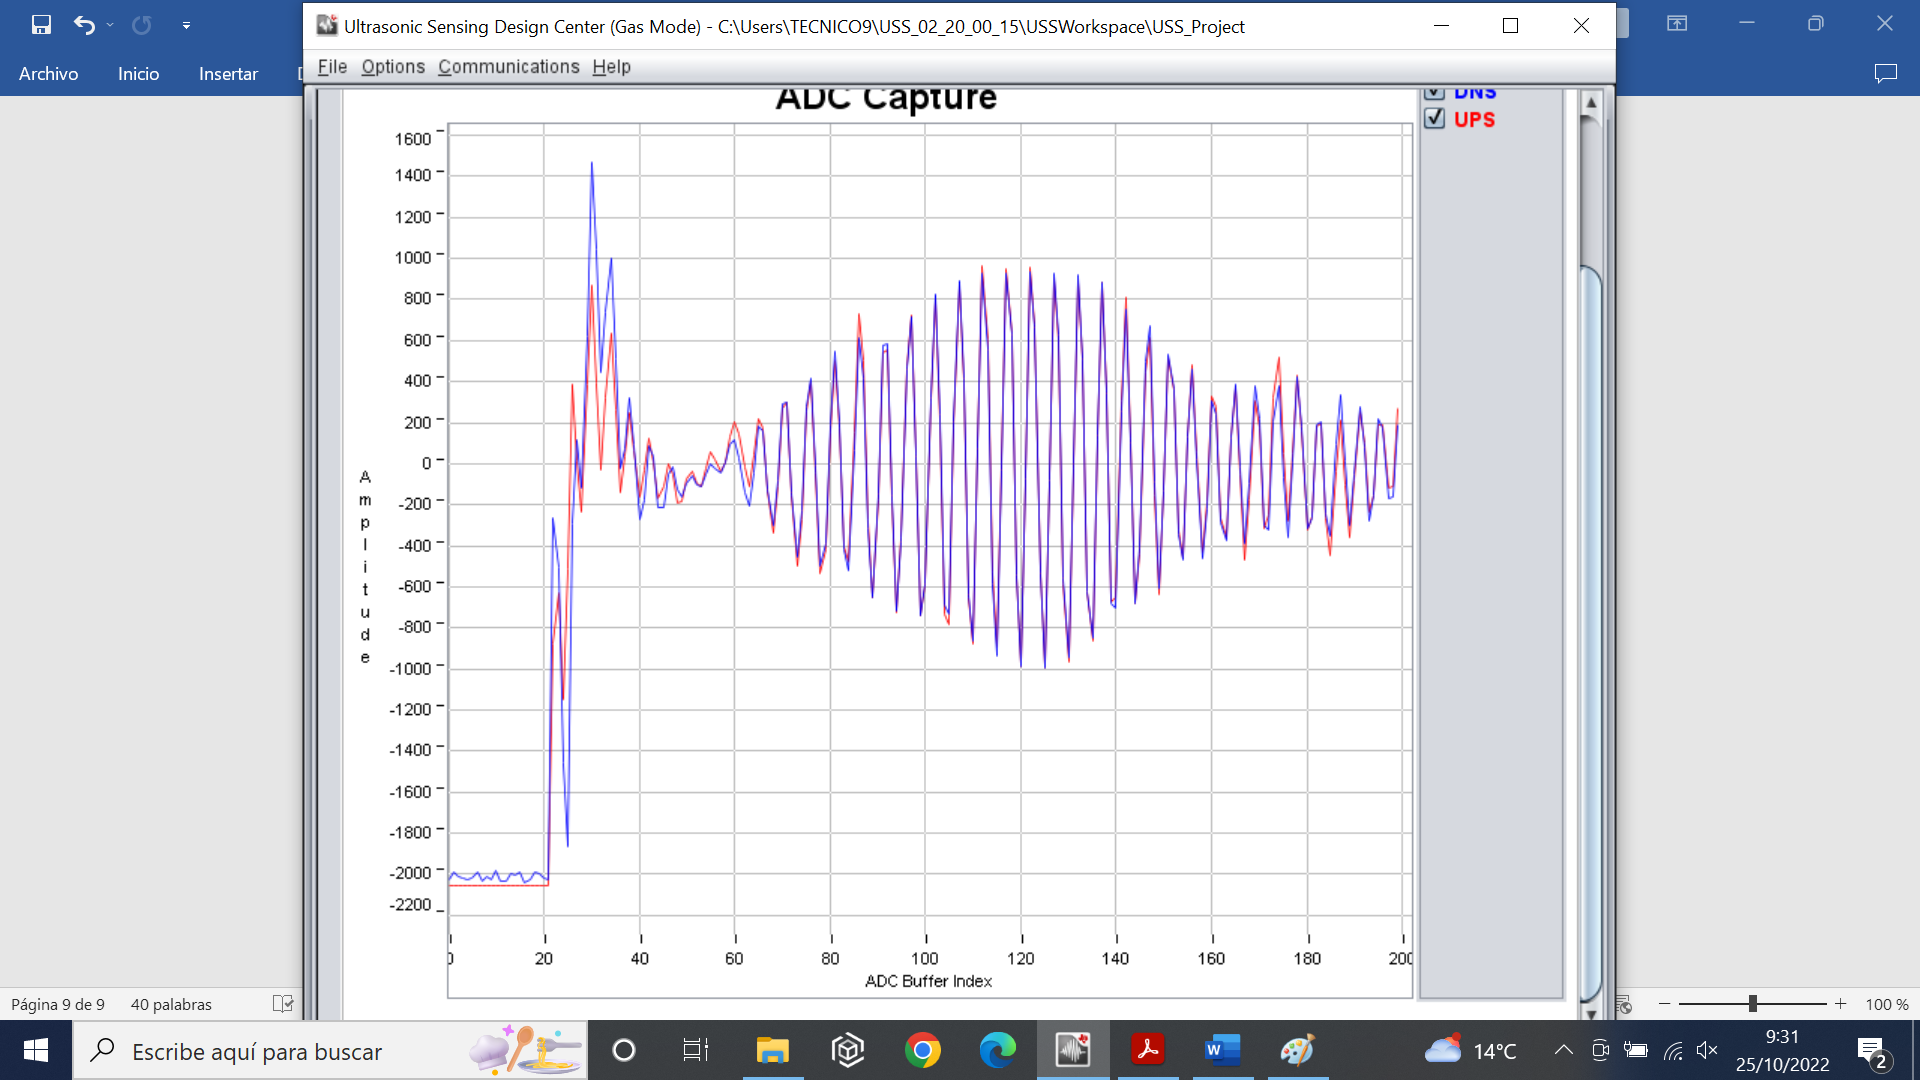 Ultrasonic Sensing Design Center (Gas Mode) - C:\Users\TECNICO9\USS_02_20_00_15\USSWorkspace\USS_Project
Archivo Inicio Insertar
File Options Communications Help
ADC Capture
DNS
UPS
1600
1400
1200
1000
800
600
400
200
0
-200
-400
-600
-800
-1000
-1200
-1400
-1600
-1800
-2000
-2200
Amplitude
0 20 40 60 80 100 120 140 160 180 200
ADC Buffer Index
Página 9 de 9 40 palabras 100 %
Escribe aquí para buscar
14°C
9:31
25/10/2022
2